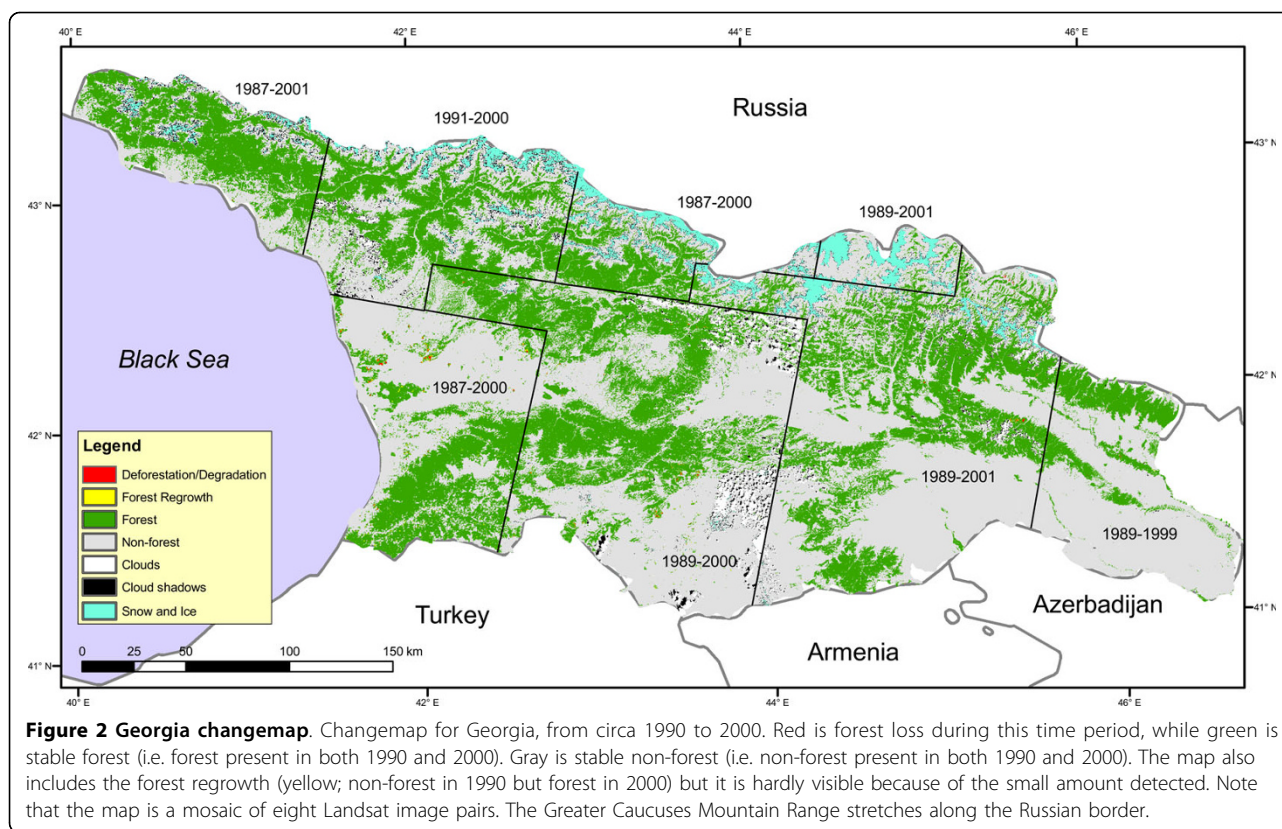 40° E 42° E 44° E 46° E
1987-2001
1991-2000
Russia
43° N
43° N
1987-2000
1989-2001
Black Sea
1987-2000
42° N
42° N
Legend
Deforestation/Degradation
Forest Regrowth
Forest
Non-forest
Clouds
Cloud shadows
Snow and Ice
1989-2001
1989-1999
1989-2000
Turkey
Azerbadijan
41° N
Armenia
0 25 50 100 150 km
41° N
40° E 42° E 44° E 46° E
Figure 2 Georgia changemap. Changemap for Georgia, from circa 1990 to 2000. Red is forest loss during this time period, while green is
stable forest (i.e. forest present in both 1990 and 2000). Gray is stable non-forest (i.e. non-forest present in both 1990 and 2000). The map also
includes the forest regrowth (yellow; non-forest in 1990 but forest in 2000) but it is hardly visible because of the small amount detected. Note
that the map is a mosaic of eight Landsat image pairs. The Greater Caucuses Mountain Range stretches along the Russian border.